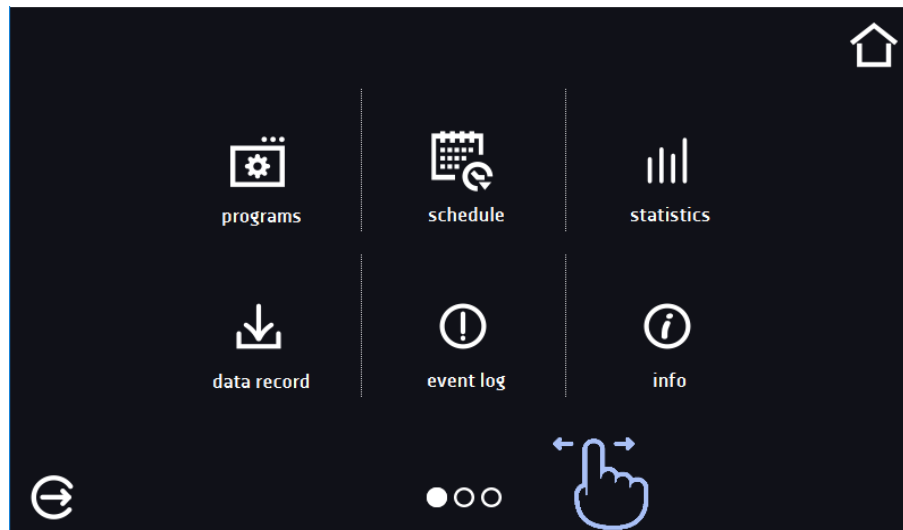 programs
schedule
statistics
data record
event log
info